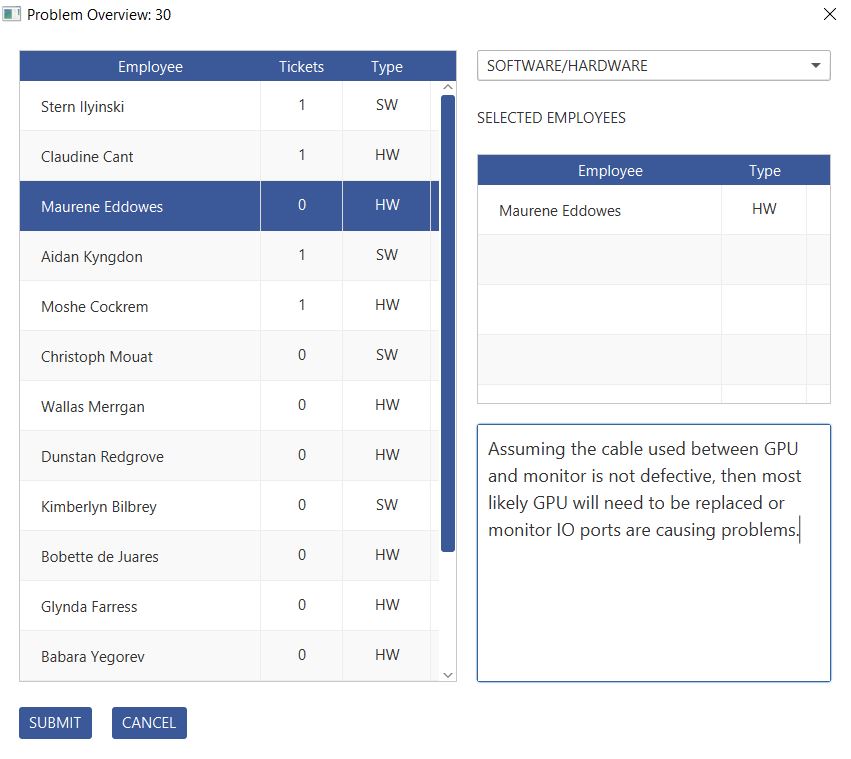 Problem Overview: 30
Employee Tickets Type
Stern Ilyinski 1 SW
Claudine Cant 1 HW
Maurene Eddowes 0 HW
Aidan Kyngdon 1 SW
Moshe Cockrem 1 HW
Christoph Mouat 0 SW
Wallas Merrgan 0 HW
Dunstan Redgrove 0 HW
Kimberlyn Bilbrey 0 SW
Bobette de Juares 0 HW
Glynda Farress 0 HW
Babara Yegorev 0 HW
SOFTWARE/HARDWARE
SELECTED EMPLOYEES
Employee Type
Maurene Eddowes HW
Assuming the cable used between GPU
and monitor is not defective, then most
likely GPU will need to be replaced or
monitor IO ports are causing problems.
SUBMIT CANCEL